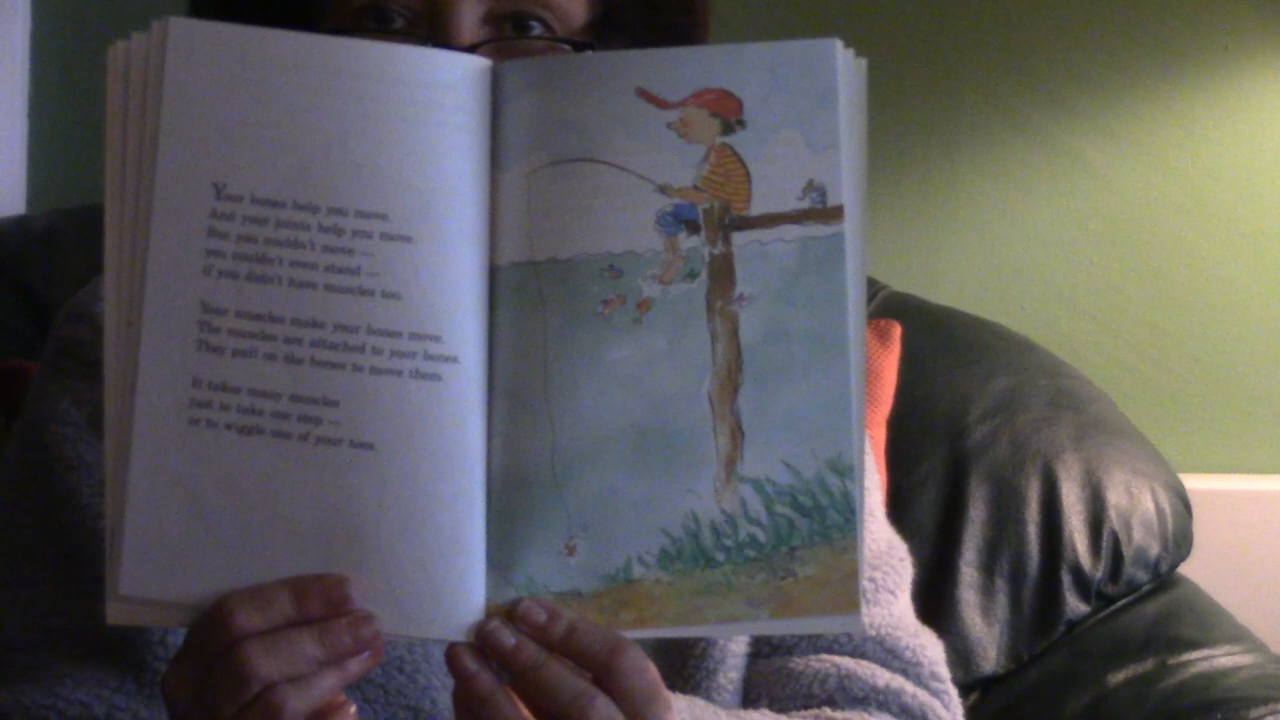 Your bones help you move.
And your joints help you move.
But you couldn't move —
you couldn't even stand —
if you didn't have muscles too.
Your muscles make your bones move.
The muscles are attached to your bones.
They pull on the bones to move them.
It takes many muscles
just to take one step —
or to wiggle one of your toes.